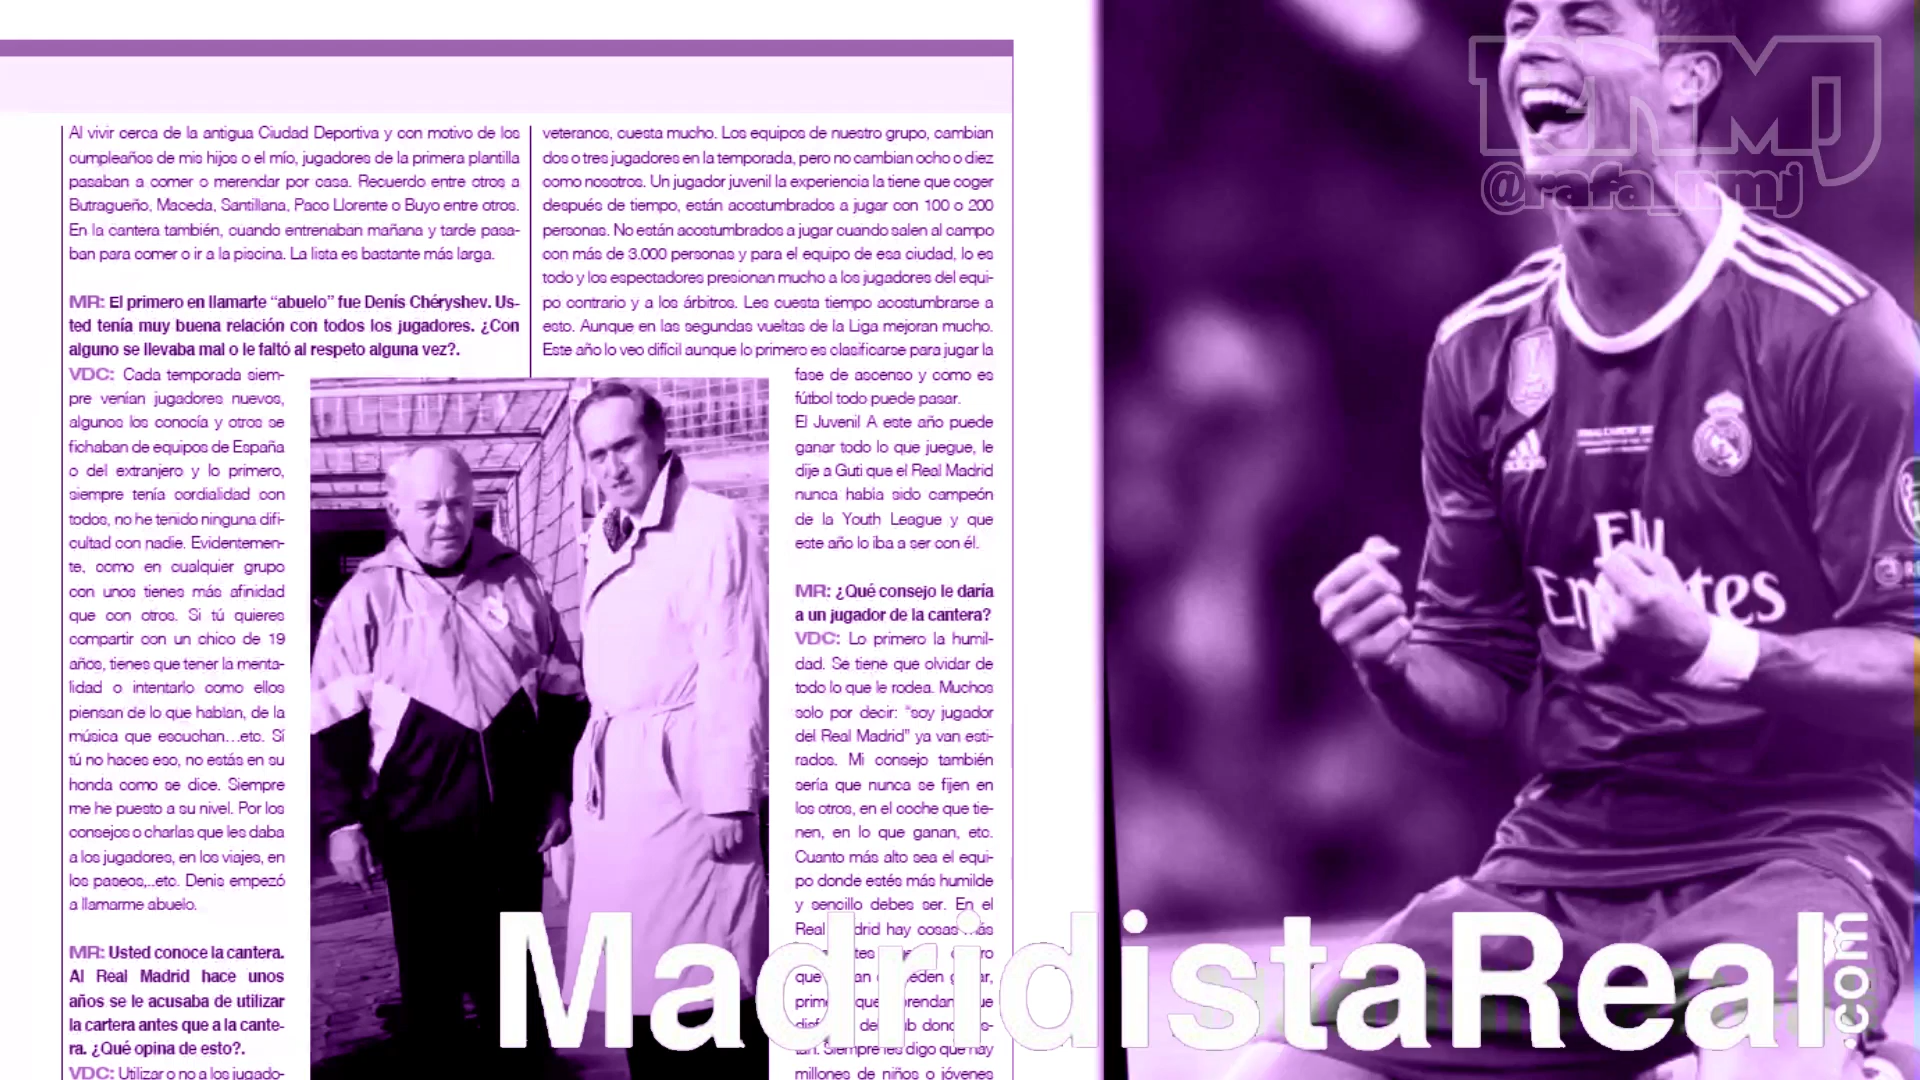 Al vivir cerca de la antigua Ciudad Deportiva y con motivo de los
cumpleaños de mis hijos o el mío, jugadores de la primera plantilla
pasaban a comer o merendar por casa. Recuerdo entre otros a
Butragueño, Maceda, Santillana, Paco Llorente o Buyo entre otros.
En la cantera también, cuando entrenaban mañana y tarde pasa-
ban para comer o ir a la piscina. La lista es bastante más larga.
MR: El primero en llamarte “abuelo” fue Denís Chéryshev. Us-
ted tenía muy buena relación con todos los jugadores. ¿Con
alguno se llevaba mal o le faltó al respeto alguna vez?.
VDC: Cada temporada siem-
pre venían jugadores nuevos,
algunos los conocía y otros se
fichaban de equipos de España
o del extranjero y lo primero,
siempre tenía cordialidad con
todos, no he tenido ninguna difi-
cultad con nadie. Evidentemen-
te, como en cualquier grupo
con unos tienes más afinidad
que con otros. Si tú quieres
compartir con un chico de 19
años, tienes que tener la menta-
lidad o intentarlo como ellos
piensan de lo que hablan, de la
música que escuchan...etc. Sí
tú no haces eso, no estás en su
honda como se dice. Siempre
me he puesto a su nivel. Por los
consejos o charlas que les daba
a los jugadores, en los viajes, en
los paseos,..etc. Denis empezó
a llamarme abuelo.
MR: Usted conoce la cantera.
Al Real Madrid hace unos
años se le acusaba de utilizar
la cartera antes que a la cante-
ra. ¿Qué opina de esto?.
VDC: Utilizar o no a los jugado-
veteranos, cuesta mucho. Los equipos de nuestro grupo, cambian
dos o tres jugadores en la temporada, pero no cambian ocho o diez
como nosotros. Un jugador juvenil la experiencia la tiene que coger
después de tiempo, están acostumbrados a jugar con 100 o 200
personas. No están acostumbrados a jugar cuando salen al campo
con más de 3.000 personas y para el equipo de esa ciudad, lo es
todo y los espectadores presionan mucho a los jugadores del equi-
po contrario y a los árbitros. Les cuesta tiempo acostumbrarse a
esto. Aunque en las segundas vueltas de la Liga mejoran mucho.
Este año lo veo difícil aunque lo primero es clasificarse para jugar la
fase de ascenso y como es
fútbol todo puede pasar.
El Juvenil A este año puede
ganar todo lo que juegue, le
dije a Guti que el Real Madrid
nunca había sido campeón
de la Youth League y que
este año lo iba a ser con él.
MR: ¿Qué consejo le daría
a un jugador de la cantera?
VDC: Lo primero la humil-
dad. Se tiene que olvidar de
todo lo que le rodea. Muchos
solo por decir: “soy jugador
del Real Madrid” ya van esti-
rados. Mi consejo también
sería que nunca se fijen en
los otros, en el coche que tie-
nen, en lo que ganan, etc.
Cuanto más alto sea el equi-
po donde estés más humilde
y sencillo debes ser. En el
Real hay cosas
que
que
Siempre les digo que hay
millones de niños o jóvenes
@rafa_nmj
adidas
Fly
Emirates
MadridistaReal
.com